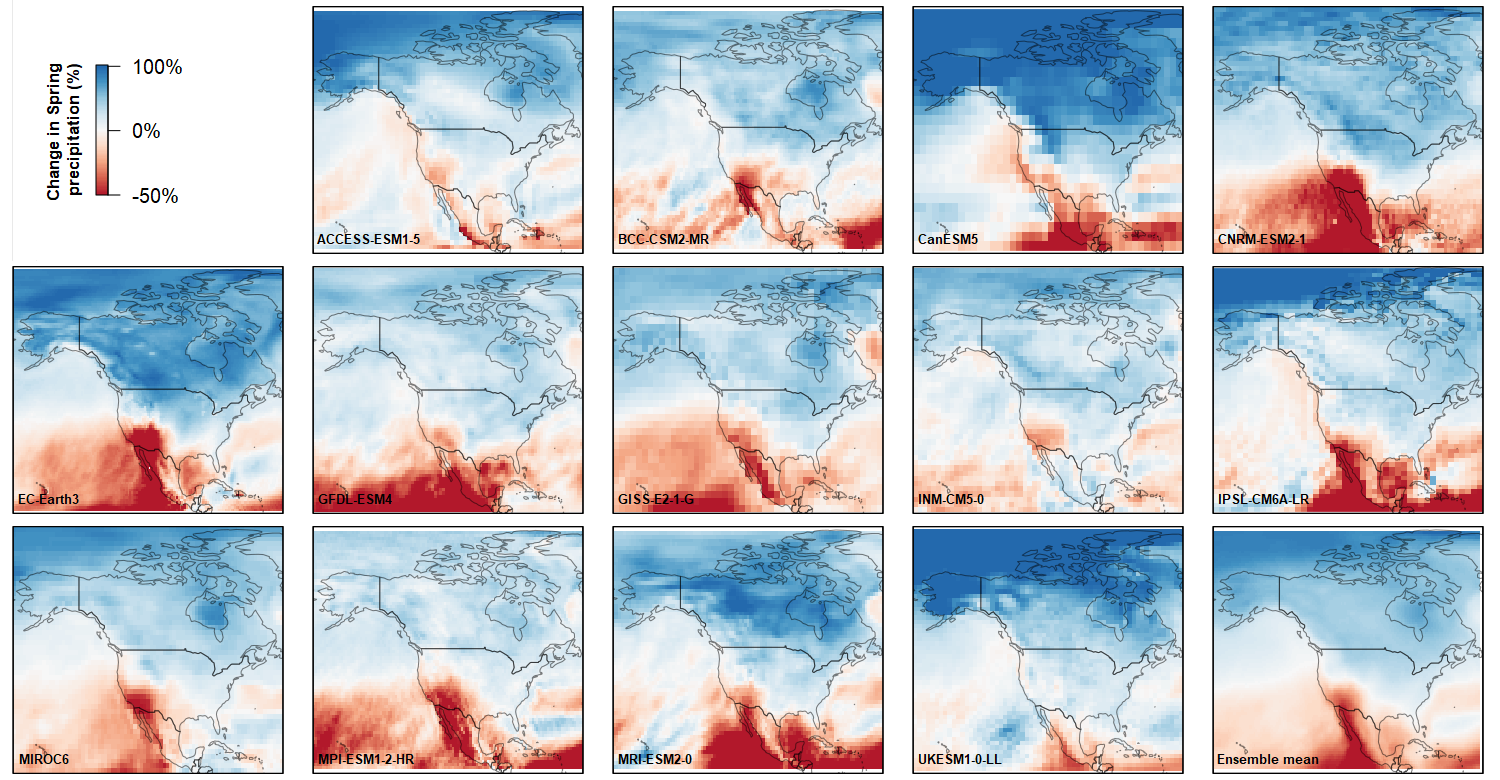 Change in Spring
precipitation (%)
100%
0%
-50%
ACCESS-ESM1-5
BCC-CSM2-MR
CanESM5
CNRM-ESM2-1
EC-Earth3
GFDL-ESM4
GISS-E2-1-G
INM-CM5-0
IPSL-CM6A-LR
MIROC6
MPI-ESM1-2-HR
MRI-ESM2-0
UKESM1-0-LL
Ensemble mean